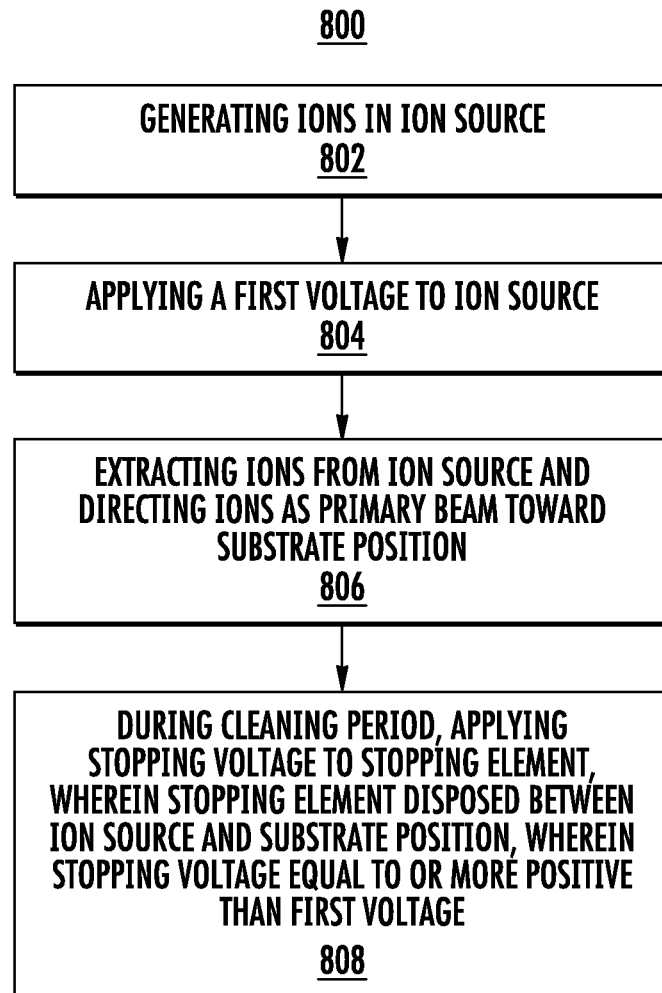 800
GENERATING IONS IN ION SOURCE
802
APPLYING A FIRST VOLTAGE TO ION SOURCE
804
EXTRACTING IONS FROM ION SOURCE AND
DIRECTING IONS AS PRIMARY BEAM TOWARD
SUBSTRATE POSITION
806
DURING CLEANING PERIOD, APPLYING
STOPPING VOLTAGE TO STOPPING ELEMENT,
WHEREIN STOPPING ELEMENT DISPOSED BETWEEN
ION SOURCE AND SUBSTRATE POSITION, WHEREIN
STOPPING VOLTAGE EQUAL TO OR MORE POSITIVE
THAN FIRST VOLTAGE
808